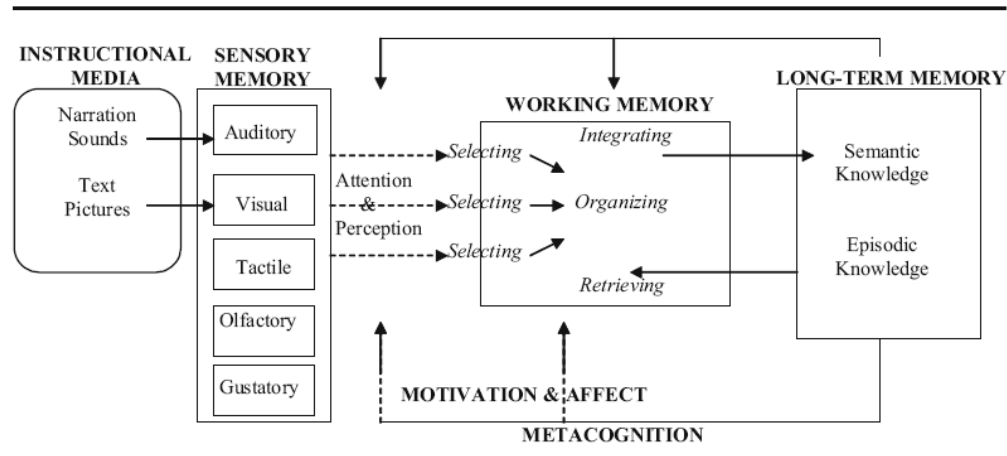 INSTRUCTIONAL
MEDIA
Narration
Sounds
Text
Pictures
SENSORY
MEMORY
Auditory
Visual
Tactile
Olfactory
Gustatory
Attention
&
Perception
Selecting
Selecting
Selecting
WORKING MEMORY
Integrating
Organizing
Retrieving
LONG-TERM MEMORY
Semantic
Knowledge
Episodic
Knowledge
MOTIVATION & AFFECT
METACOGNITION